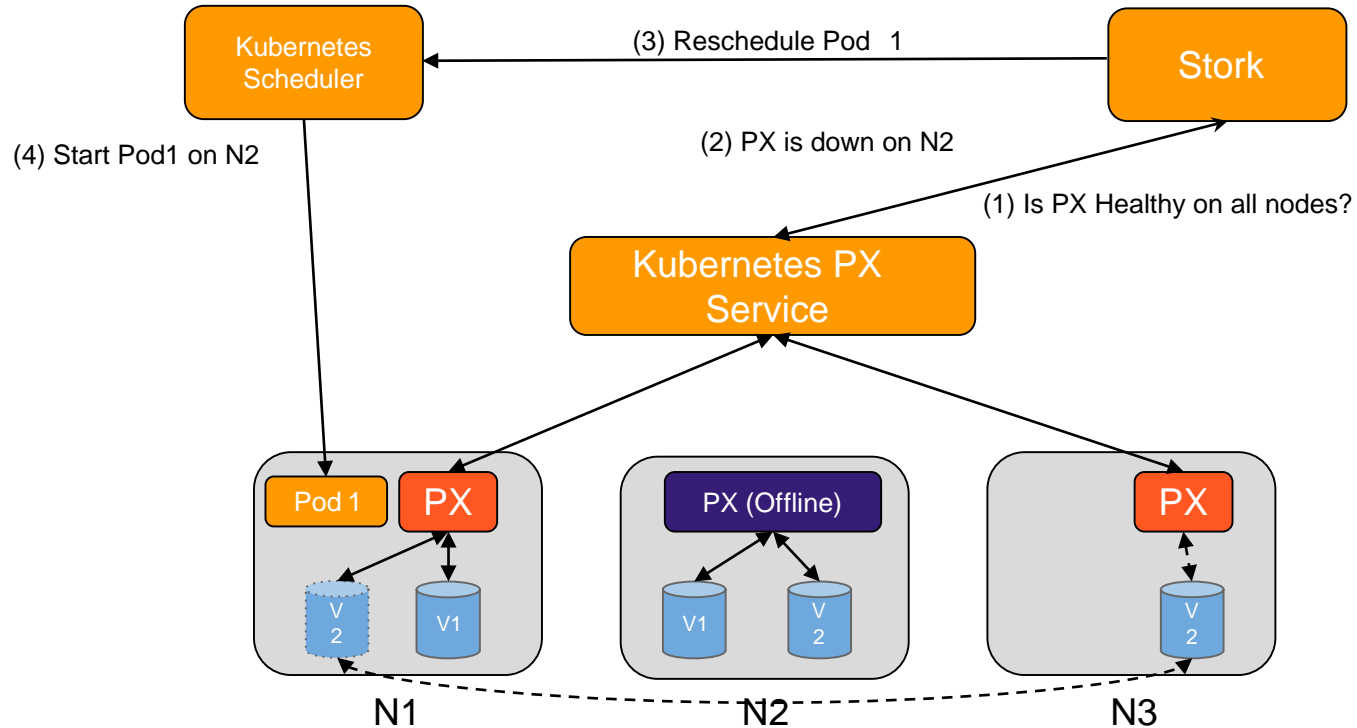 Kubernetes
Scheduler
(3) Reschedule Pod 1
Stork
(4) Start Pod1 on N2
(2) PX is down on N2
(1) Is PX Healthy on all nodes?
Kubernetes PX
Service
Pod 1
PX
PX (Offline)
PX
V
2
V1
V1
V
2
V
2
N1
N2
N3